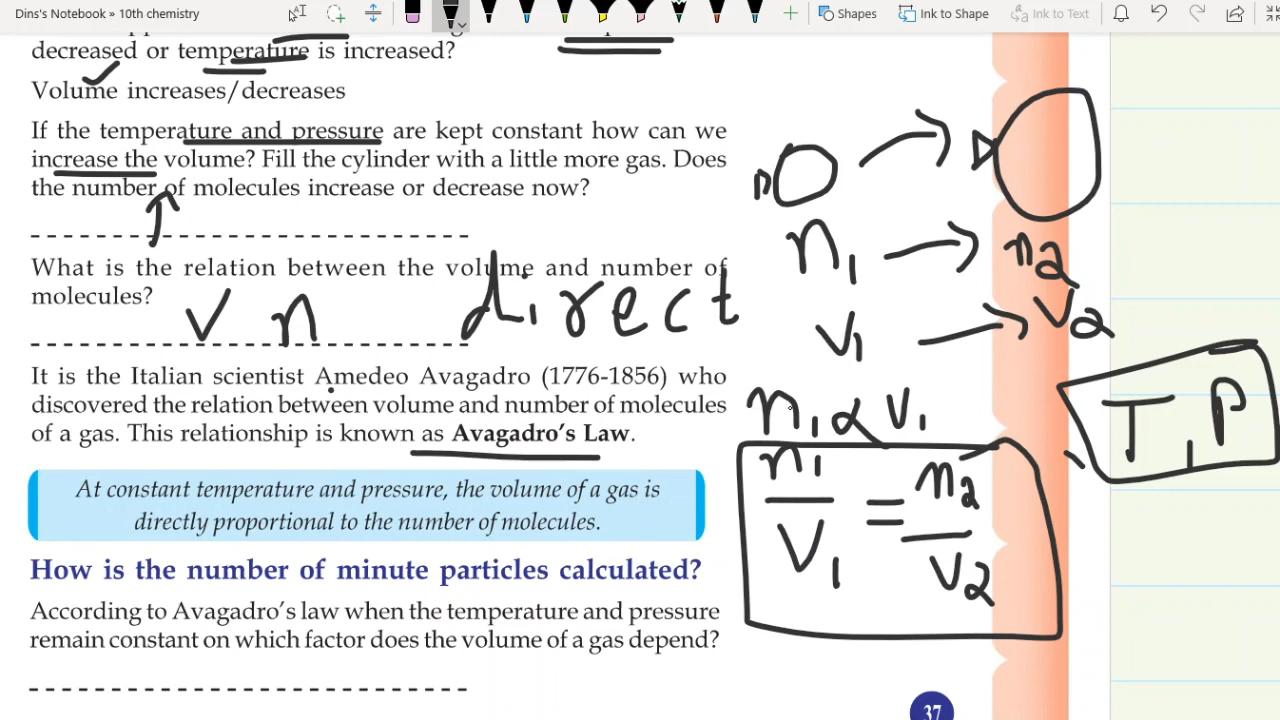 Dins's Notebook » 10th chemistry
Shapes
Ink to Shape
Ink to Text
decreased or temperature is increased?
Volume increases/decreases
If the temperature and pressure are kept constant how can we
increase the volume? Fill the cylinder with a little more gas. Does
the number of molecules increase or decrease now?
What is the relation between the volume and number of
molecules?
V n direct
It is the Italian scientist Amedeo Avagadro (1776-1856) who
discovered the relation between volume and number of molecules
of a gas. This relationship is known as Avagadro's Law.
At constant temperature and pressure, the volume of a gas is
directly proportional to the number of molecules.
How is the number of minute particles calculated?
According to Avagadro's law when the temperature and pressure
remain constant on which factor does the volume of a gas depend?
37
n1 → n2
V1 → V2
n1 α V1
n1/V1 = n2/V2
T, P